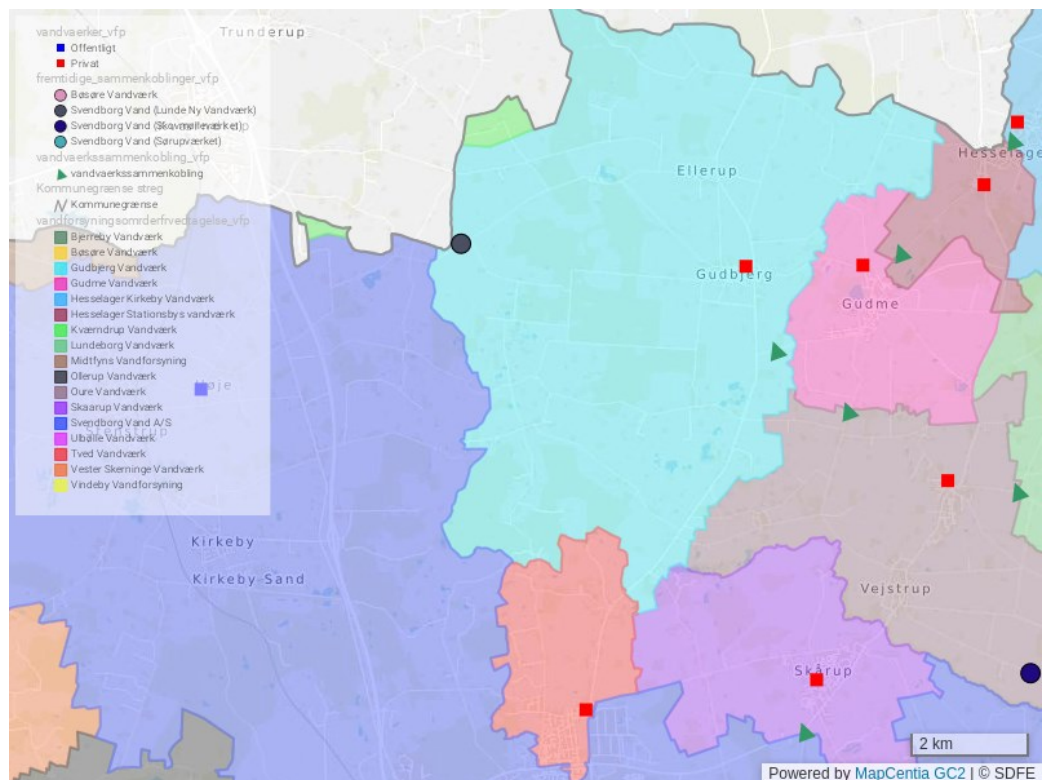 Trunderup
vandvaerker_vfp
Offentligt
Privat
fremtidige_sammenkoblinger_vfp
Bøsøre Vandværk
Svendborg Vand (Lunde Ny Vandværk)
Svendborg Vand (Skovmølleværket)
Svendborg Vand (Sørupværket)
vandvaerkssammenkobling_vfp
vandvaerkssammenkobling
Kommunegrænse streg
Kommunegrænse
vandforsyningsomrderfrvedtagelse_vfp
Bjerreby Vandværk
Bøsøre Vandværk
Gudbjerg Vandværk
Gudme Vandværk
Hesselager Kirkeby Vandværk
Hesselager Stationsbys vandværk
Kværndrup Vandværk
Lundeborg Vandværk
Midtfyns Vandforsyning
Ollerup Vandværk
Oure Vandværk
Skaarup Vandværk
Svendborg Vand A/S
Ulbølle Vandværk
Tved Vandværk
Vester Skerninge Vandværk
Vindeby Vandforsyning
Stenstrup
Hesselage
Ellerup
Gudbjerg
Gudme
Kirkeby
Kirkeby Sand
Vejstrup
Skårup
2 km
Powered by MapCentia GC2 | © SDFE